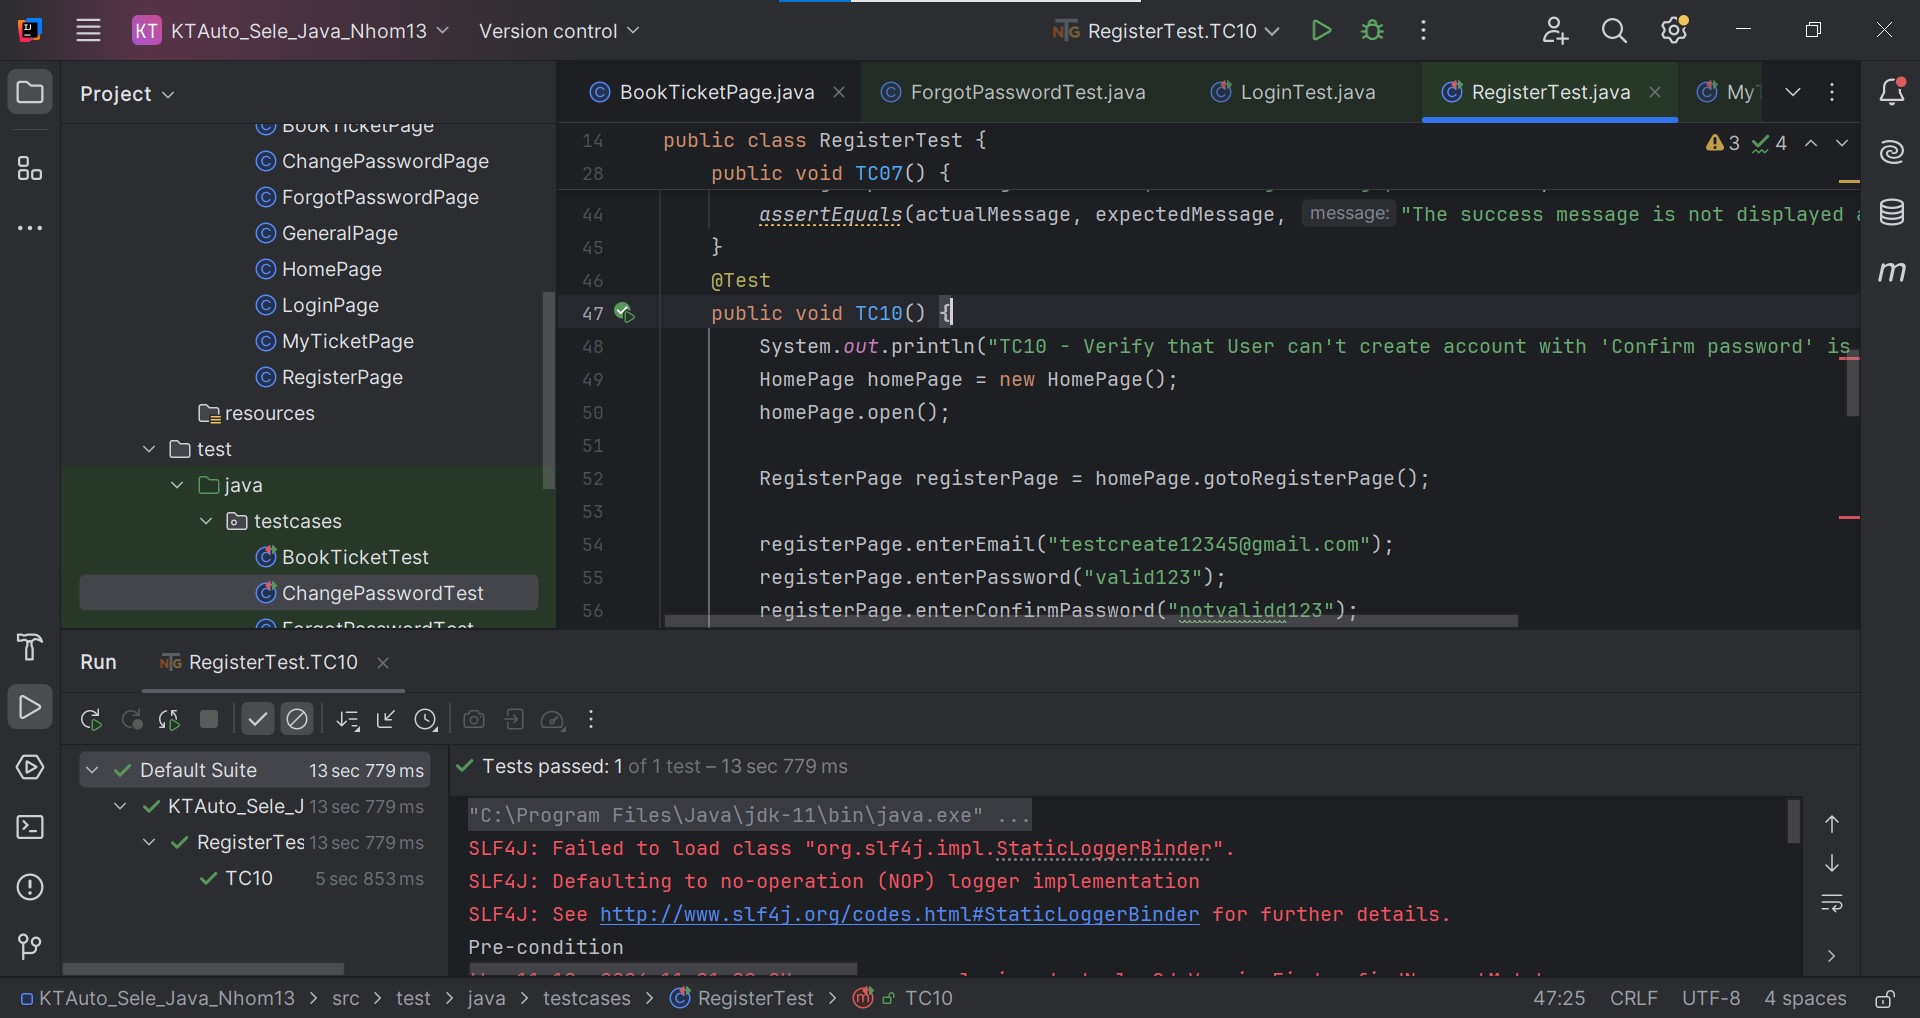 KT KTAuto_Sele_Java_Nhom13 Version control RegisterTest.TC10
Project
BookTicketPage
ChangePasswordPage
ForgotPasswordPage
GeneralPage
HomePage
LoginPage
MyTicketPage
RegisterPage
resources
test
java
testcases
BookTicketTest
ChangePasswordTest
ForgotPasswordTest
BookTicketPage.java ForgotPasswordTest.java LoginTest.java RegisterTest.java My
14 public class RegisterTest {
28 public void TC07() {
3 4
44 assertEquals(actualMessage, expectedMessage, message: "The success message is not displayed
45 }
46 @Test
47 public void TC10() {
48 System.out.println("TC10 - Verify that User can't create account with 'Confirm password' is
49 HomePage homePage = new HomePage();
50 homePage.open();
51
52 RegisterPage registerPage = homePage.gotoRegisterPage();
53
54 registerPage.enterEmail("testcreate12345@gmail.com");
55 registerPage.enterPassword("valid123");
56 registerPage.enterConfirmPassword("notvalidd123");
m
Run RegisterTest.TC10
Default Suite 13 sec 779 ms
KTAuto_Sele_J 13 sec 779 ms
RegisterTes 13 sec 779 ms
TC10 5 sec 853 ms
Tests passed: 1 of 1 test – 13 sec 779 ms
"C:\Program Files\Java\jdk-11\bin\java.exe" ...
SLF4J: Failed to load class "org.slf4j.impl.StaticLoggerBinder".
SLF4J: Defaulting to no-operation (NOP) logger implementation
SLF4J: See http://www.slf4j.org/codes.html#StaticLoggerBinder for further details.
Pre-condition
KTAuto_Sele_Java_Nhom13 > src > test > java > testcases > RegisterTest > TC10
47:25 CRLF UTF-8 4 spaces